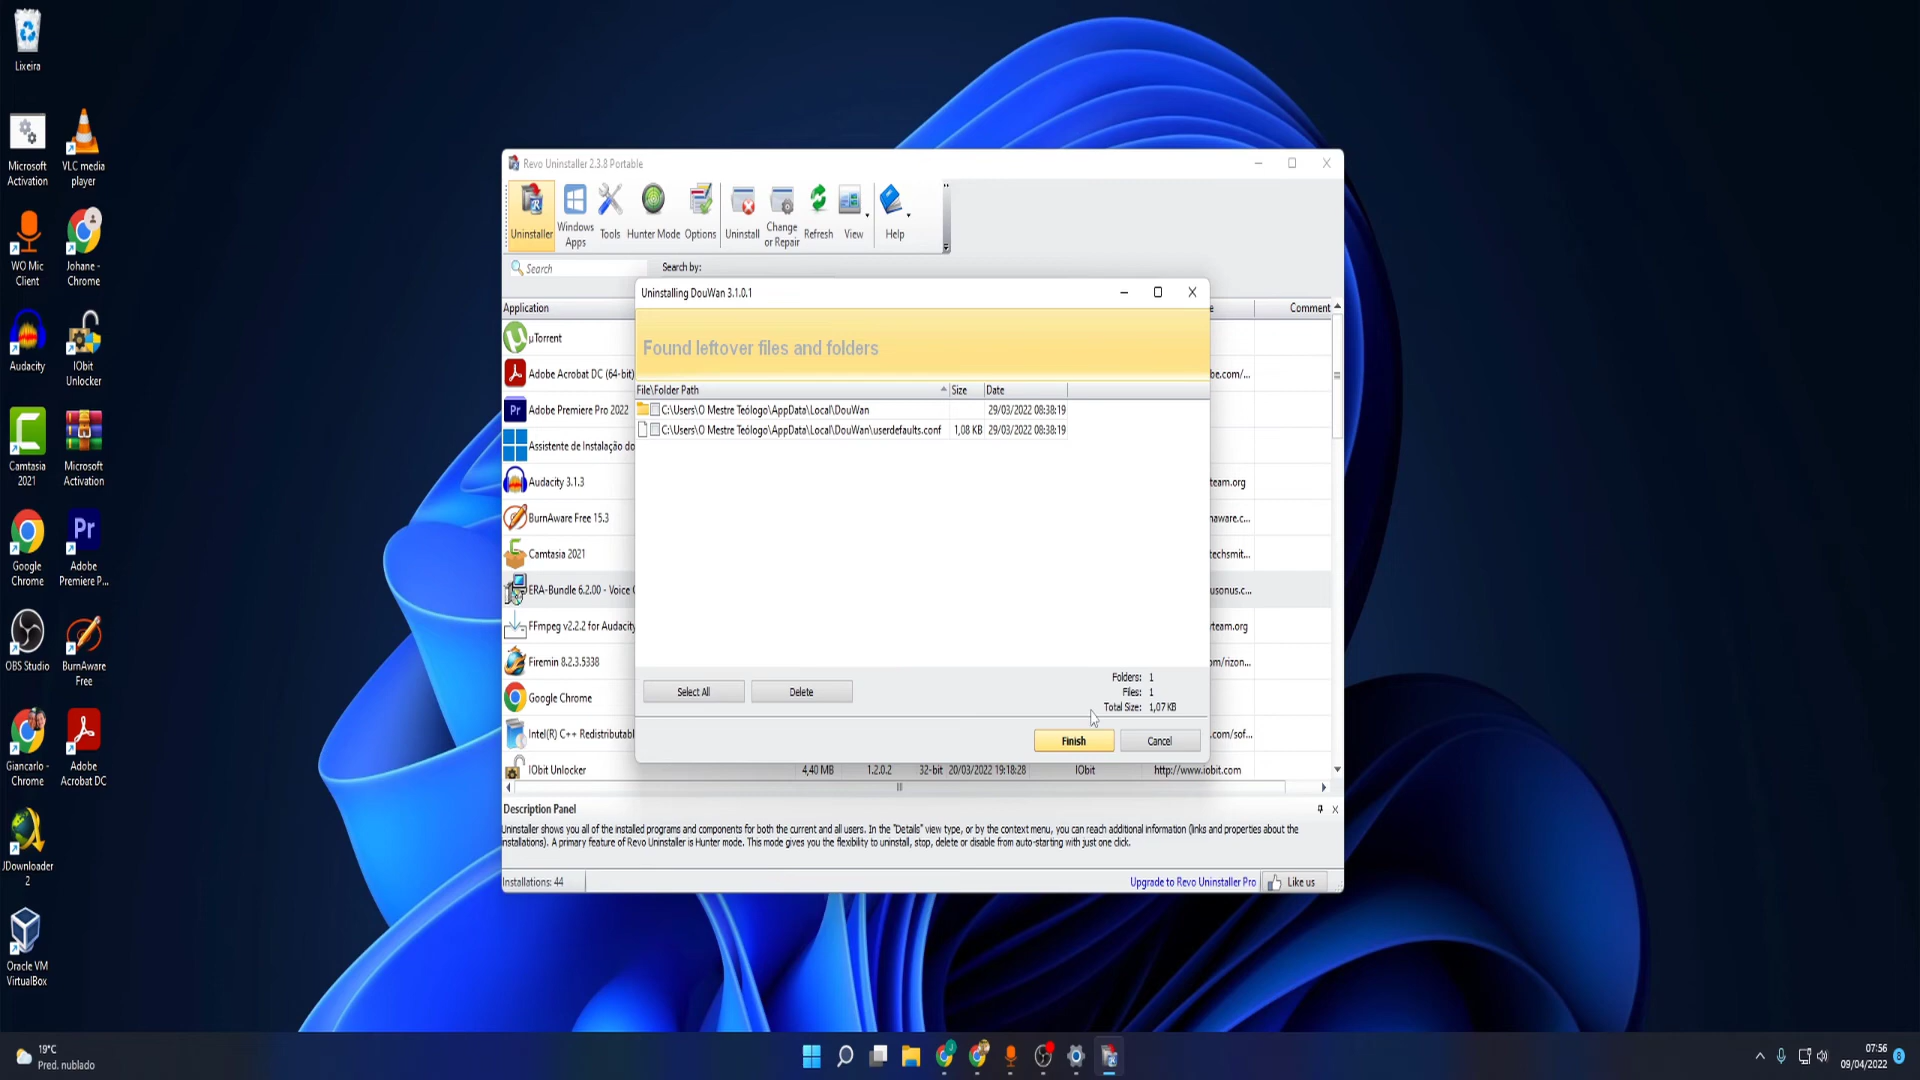 Lixeira
Microsoft
Activation
VLC media
player
WO Mic
Client
Johane -
Chrome
Audacity
IObit
Unlocker
Camtasia
2021
Microsoft
Activation
Google
Chrome
Adobe
Premiere P...
OBS Studio
BurnAware
Free
Giancarlo -
Chrome
Adobe
Acrobat DC
JDownloader
2
Oracle VM
VirtualBox
Revo Uninstaller 2.3.8 Portable
Uninstaller
Windows
Apps
Tools
Hunter Mode
Options
Uninstall
Change
or Repair
Refresh
View
Help
Search
Search by:
Application
Comment
µTorrent
Adobe Acrobat DC (64-bit)
be.com/...
Adobe Premiere Pro 2022
Assistente de Instalação do
Audacity 3.1.3
team.org
BurnAware Free 15.3
naware.c...
Camtasia 2021
techsmit...
ERA-Bundle 6.2.00 - Voice
usonus.c...
FFmpeg v2.2.2 for Audacity
rteam.org
Firemin 8.2.3.5338
om/rizon...
Google Chrome
Intel(R) C++ Redistributabl
.com/sof...
IObit Unlocker 4,40 MB 1.2.0.2 32-bit 20/03/2022 19:18:28 IObit http://www.iobit.com
Uninstalling DouWan 3.1.0.1
Found leftover files and folders
File\Folder Path Size Date
C:\Users\O Mestre Teólogo\AppData\Local\DouWan 29/03/2022 08:38:19
C:\Users\O Mestre Teólogo\AppData\Local\DouWan\userdefaults.conf 1,08 KB 29/03/2022 08:38:19
Select All
Delete
Folders: 1
Files: 1
Total Size: 1,07 KB
Finish
Cancel
Description Panel
Uninstaller shows you all of the installed programs and components for both the current and all users. In the "Details" view type, or by the context menu, you can reach additional information (links and properties about the
nstallations). A primary feature of Revo Uninstaller is Hunter mode. This mode gives you the flexibility to uninstall, stop, delete or disable from auto-starting with just one click.
Installations: 44
Upgrade to Revo Uninstaller Pro
Like us
19°C
Pred. nublado
07:56
09/04/2022
8